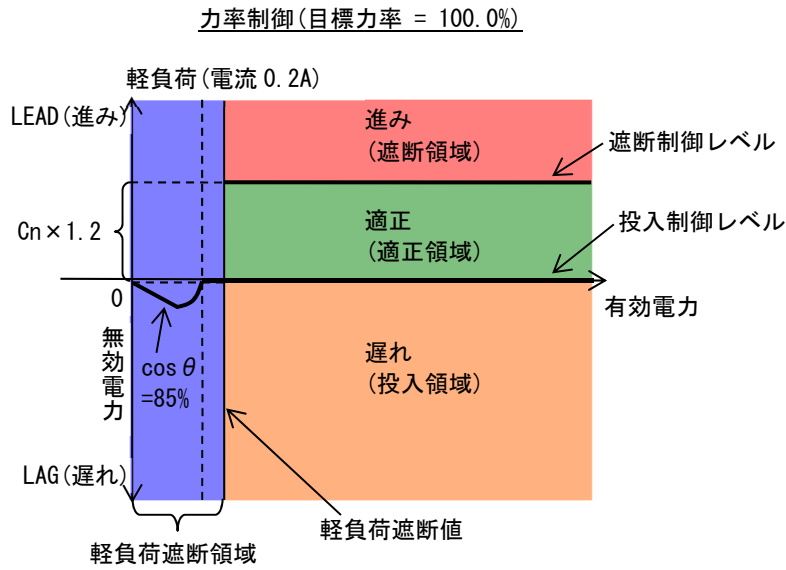 力率制御(目標力率 = 100.0%)
軽負荷(電流 0.2A)
LEAD(進み)
進み
(遮断領域)
遮断制御レベル
Cn×1.2
適正
(適正領域)
投入制御レベル
0
有効電力
無効電力
cosθ
=85%
遅れ
(投入領域)
LAG(遅れ)
軽負荷遮断値
軽負荷遮断領域